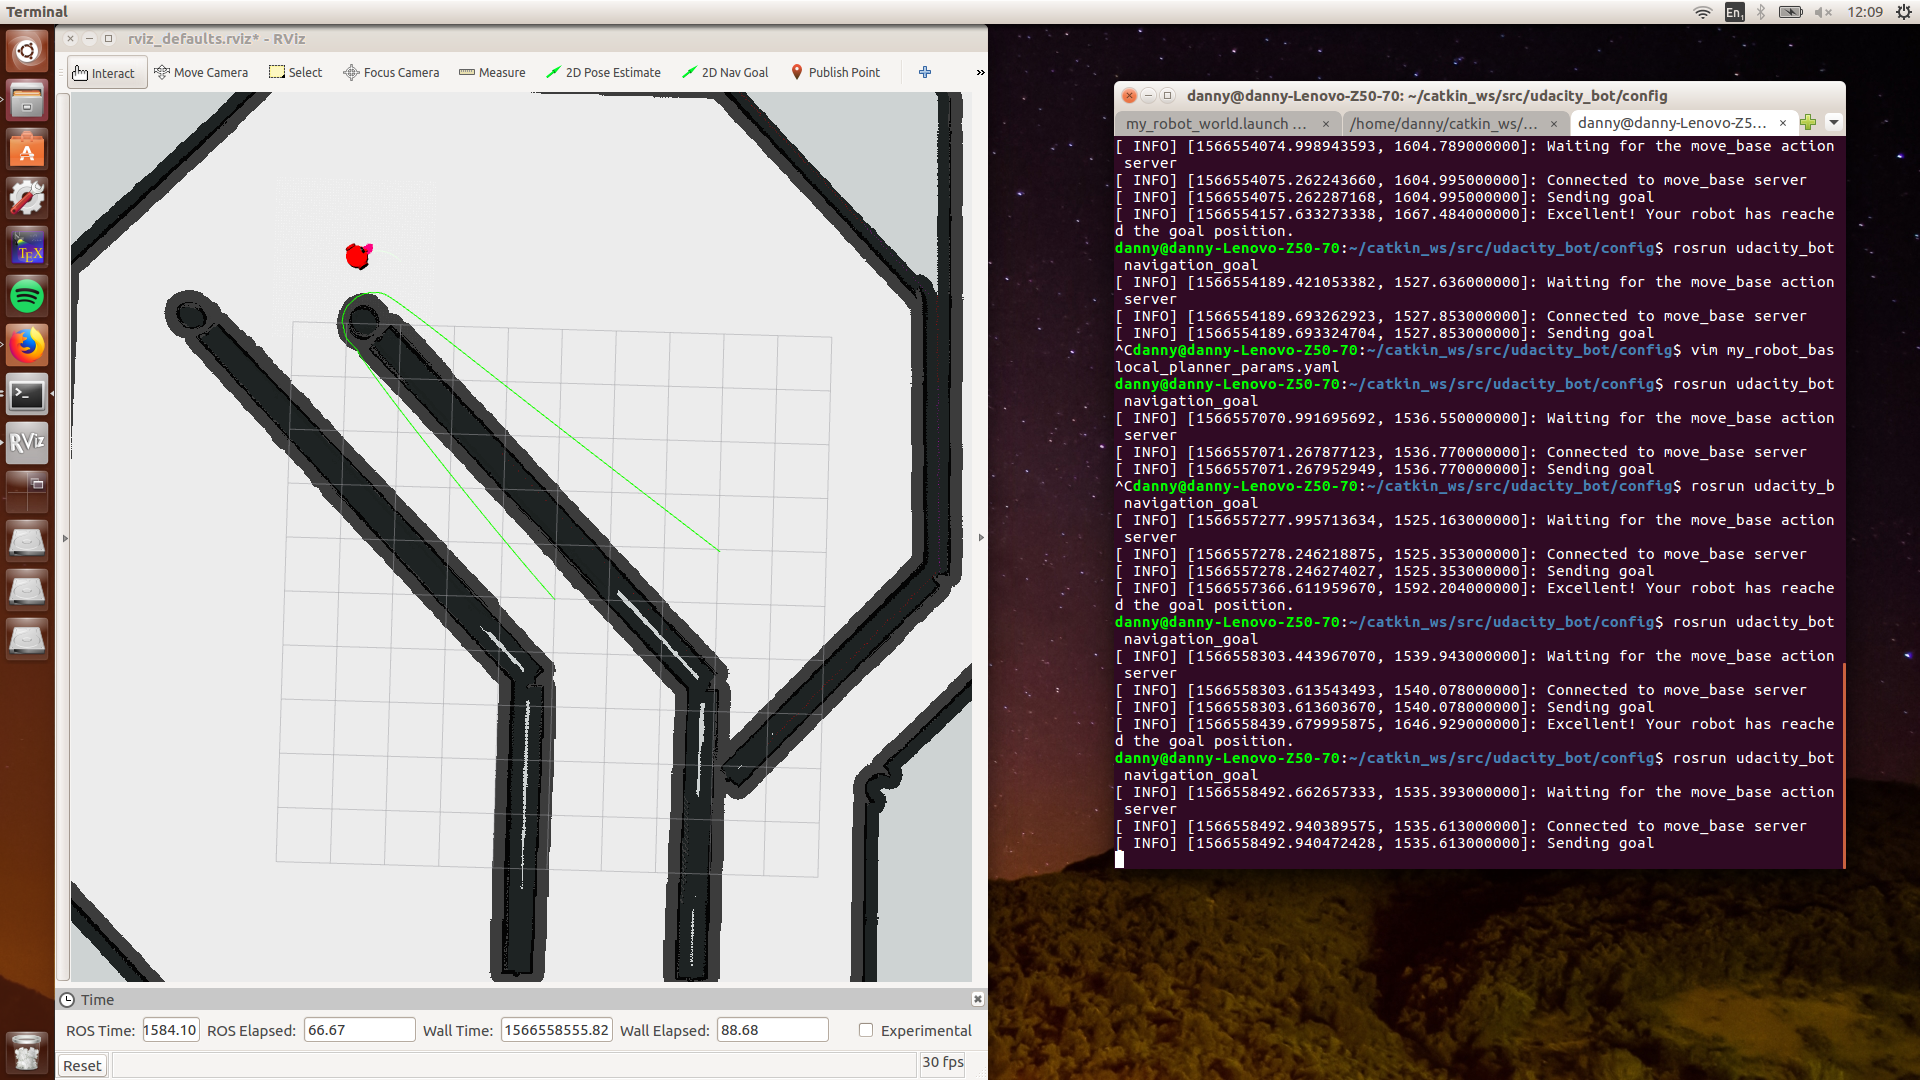 Terminal
En1
12:09
rviz_defaults.rviz* - RViz
Interact
Move Camera
Select
Focus Camera
Measure
2D Pose Estimate
2D Nav Goal
Publish Point
»
TEX
RViz
danny@danny-Lenovo-Z50-70: ~/catkin_ws/src/udacity_bot/config
my_robot_world.launch ... ×
/home/danny/catkin_ws/... ×
danny@danny-Lenovo-Z5... ×
[ INFO] [1566554074.998943593, 1604.789000000]: Waiting for the move_base action
server
[ INFO] [1566554075.262243660, 1604.995000000]: Connected to move_base server
[ INFO] [1566554075.262287168, 1604.995000000]: Sending goal
[ INFO] [1566554157.633273338, 1667.484000000]: Excellent! Your robot has reache
d the goal position.
danny@danny-Lenovo-Z50-70:~/catkin_ws/src/udacity_bot/config$ rosrun udacity_bot
navigation_goal
[ INFO] [1566554189.421053382, 1527.636000000]: Waiting for the move_base action
server
[ INFO] [1566554189.693262923, 1527.853000000]: Connected to move_base server
[ INFO] [1566554189.693324704, 1527.853000000]: Sending goal
^Cdanny@danny-Lenovo-Z50-70:~/catkin_ws/src/udacity_bot/config$ vim my_robot_bas
local_planner_params.yaml
danny@danny-Lenovo-Z50-70:~/catkin_ws/src/udacity_bot/config$ rosrun udacity_bot
navigation_goal
[ INFO] [1566557070.991695692, 1536.550000000]: Waiting for the move_base action
server
[ INFO] [1566557071.267877123, 1536.770000000]: Connected to move_base server
[ INFO] [1566557071.267952949, 1536.770000000]: Sending goal
^Cdanny@danny-Lenovo-Z50-70:~/catkin_ws/src/udacity_bot/config$ rosrun udacity_b
navigation_goal
[ INFO] [1566557277.995713634, 1525.163000000]: Waiting for the move_base action
server
[ INFO] [1566557278.246218875, 1525.353000000]: Connected to move_base server
[ INFO] [1566557278.246274027, 1525.353000000]: Sending goal
[ INFO] [1566557366.611959670, 1592.204000000]: Excellent! Your robot has reache
d the goal position.
danny@danny-Lenovo-Z50-70:~/catkin_ws/src/udacity_bot/config$ rosrun udacity_bot
navigation_goal
[ INFO] [1566558303.443967070, 1539.943000000]: Waiting for the move_base action
server
[ INFO] [1566558303.613543493, 1540.078000000]: Connected to move_base server
[ INFO] [1566558303.613603670, 1540.078000000]: Sending goal
[ INFO] [1566558439.679995875, 1646.929000000]: Excellent! Your robot has reache
d the goal position.
danny@danny-Lenovo-Z50-70:~/catkin_ws/src/udacity_bot/config$ rosrun udacity_bot
navigation_goal
[ INFO] [1566558492.662657333, 1535.393000000]: Waiting for the move_base action
server
[ INFO] [1566558492.940389575, 1535.613000000]: Connected to move_base server
[ INFO] [1566558492.940472428, 1535.613000000]: Sending goal
Time
ROS Time: 1584.10 ROS Elapsed: 66.67 Wall Time: 1566558555.82 Wall Elapsed: 88.68 Experimental
Reset
30 fps